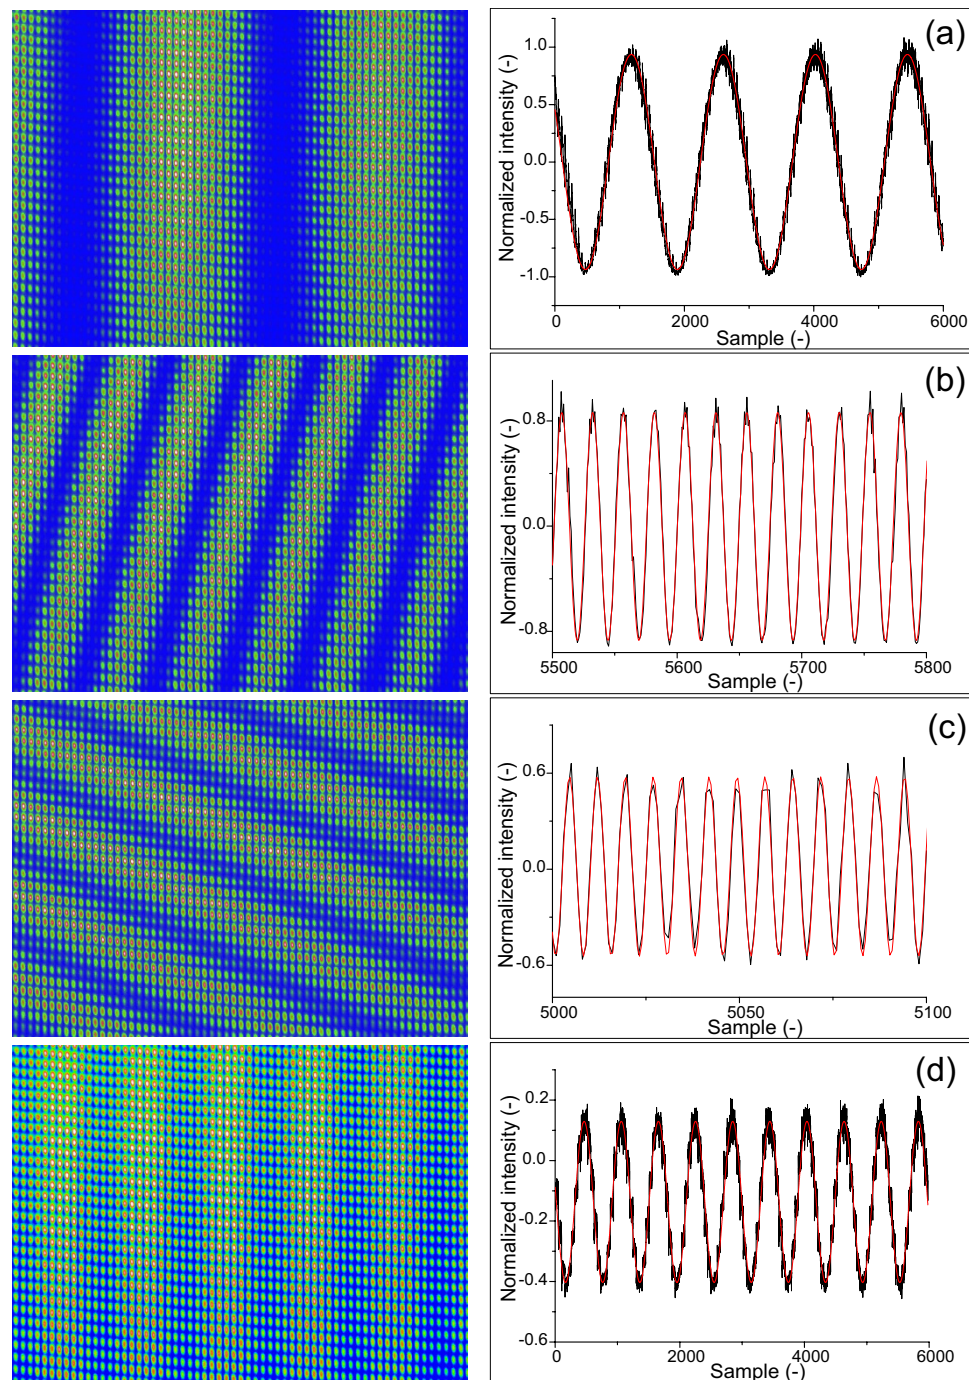 (a)
Normalized intensity (-)
1.0
0.5
0.0
-0.5
-1.0
0
2000
4000
6000
Sample (-)
(b)
Normalized intensity (-)
0.8
0.0
-0.8
5500
5600
5700
5800
Sample (-)
(c)
Normalized intensity (-)
0.6
0.0
-0.6
5000
5050
5100
Sample (-)
(d)
Normalized intensity (-)
0.2
0.0
-0.2
-0.4
-0.6
0
2000
4000
6000
Sample (-)